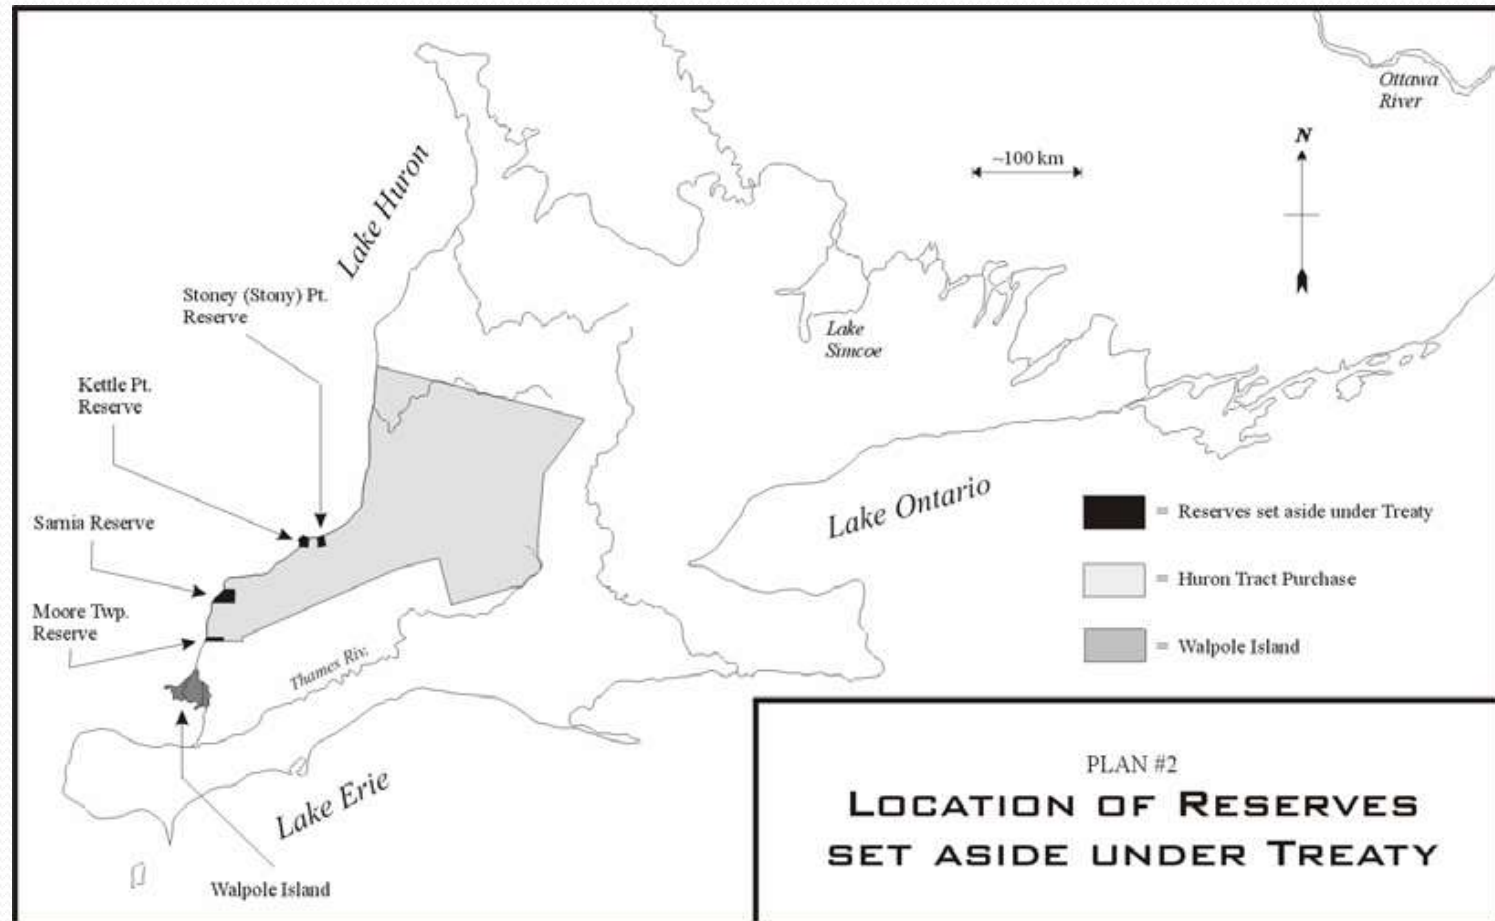 Ottawa
River
N
~100 km
Lake Huron
Stoney (Stony) Pt.
Reserve
Lake
Simcoe
Kettle Pt.
Reserve
Lake Ontario
= Reserves set aside under Treaty
Sarnia Reserve
= Huron Tract Purchase
Moore Twp.
Reserve
= Walpole Island
Thames Riv.
Lake Erie
Walpole Island
PLAN #2
LOCATION OF RESERVES
SET ASIDE UNDER TREATY